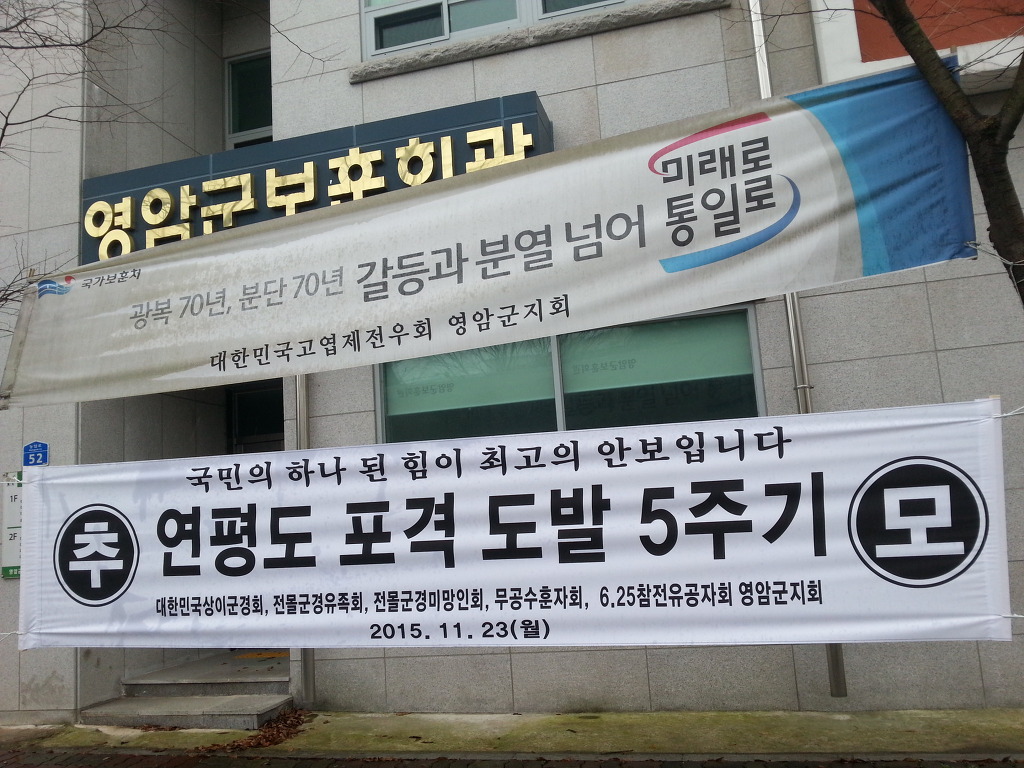 영암군보훈회관
국가보훈처
광복 70년, 분단 70년 갈등과 분열 넘어
미래로
통일로
대한민국고엽제전우회 영암군지회
52
1F
2F
국민의 하나 된 힘이 최고의 안보입니다
추 연평도 포격 도발 5주기 모
대한민국상이군경회, 전몰군경유족회, 전몰군경미망인회, 무공수훈자회, 6.25참전유공자회 영암군지회
2015. 11. 23(월)